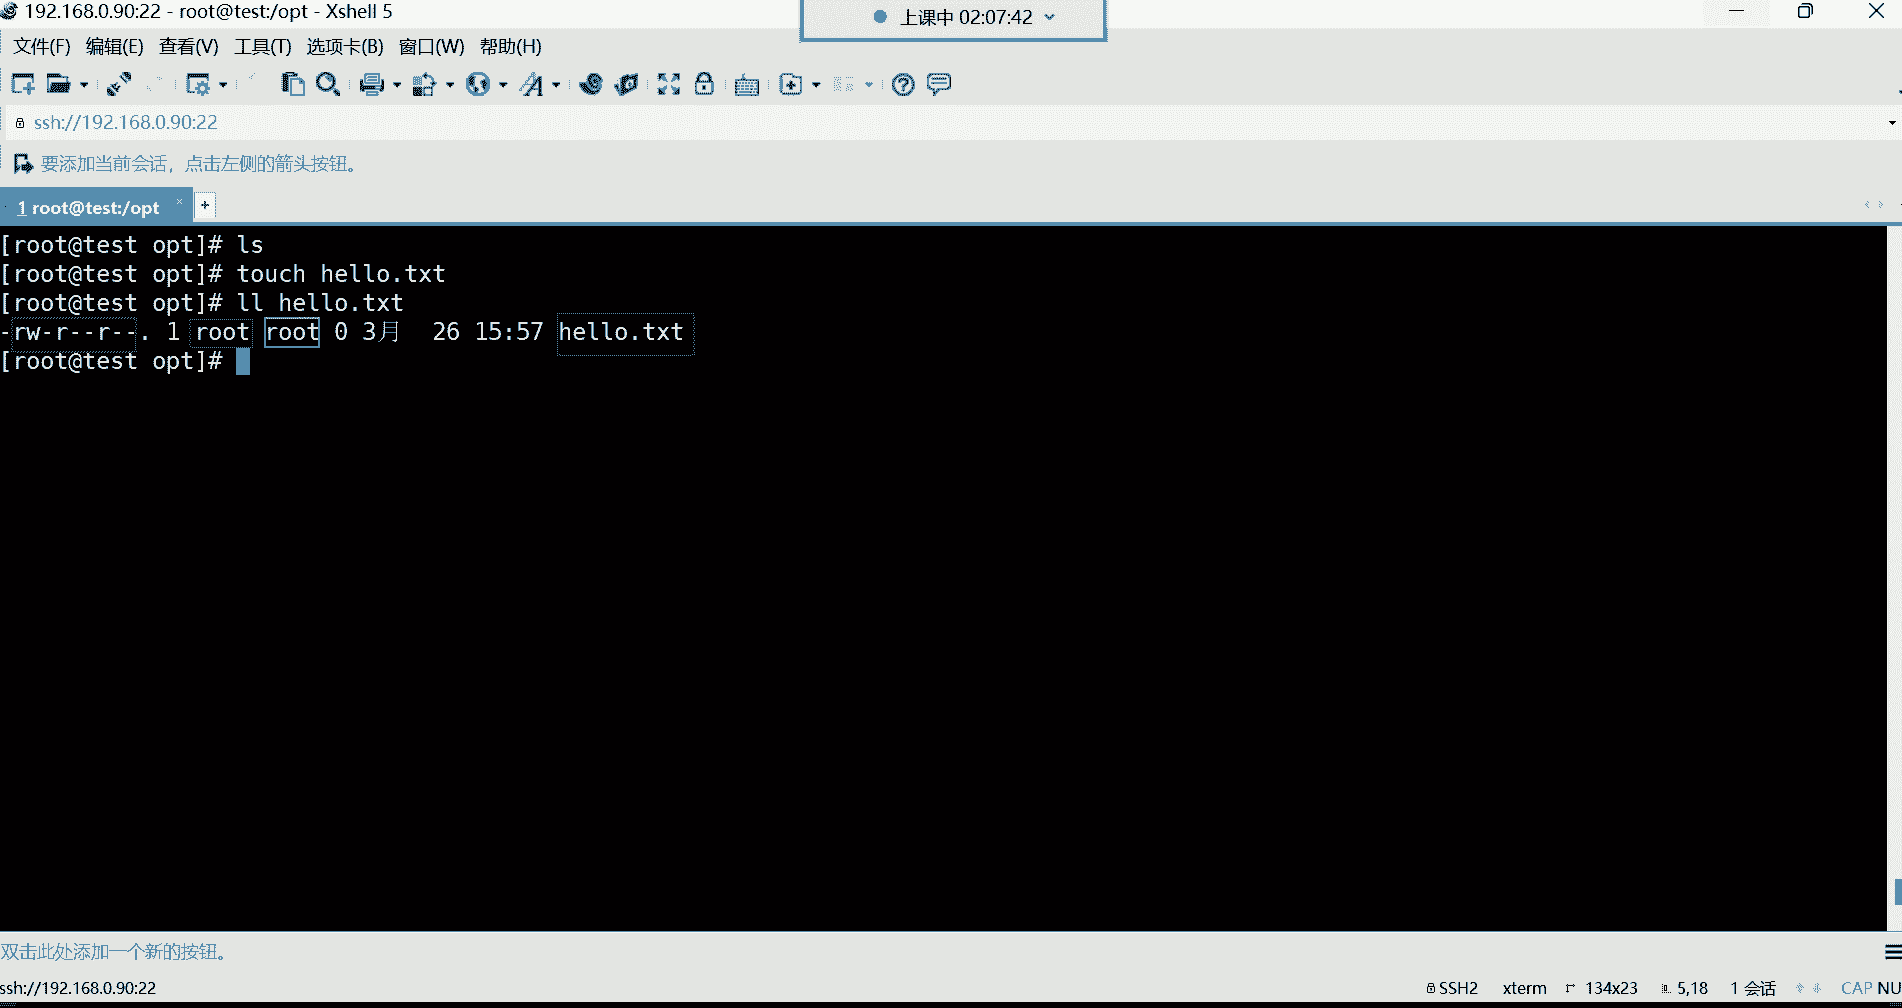 192.168.0.90:22 - root@test:/opt - Xshell 5
上课中 02:07:42
文件(F) 编辑(E) 查看(V) 工具(T) 选项卡(B) 窗口(W) 帮助(H)
ssh://192.168.0.90:22
要添加当前会话，点击左侧的箭头按钮。
1 root@test:/opt × +
[root@test opt]# ls
[root@test opt]# touch hello.txt
[root@test opt]# ll hello.txt
-rw-r--r--. 1 root root 0 3月  26 15:57 hello.txt
[root@test opt]#
双击此处添加一个新的按钮。
ssh://192.168.0.90:22 SSH2 xterm 134x23 5,18 1 会话 CAP NU